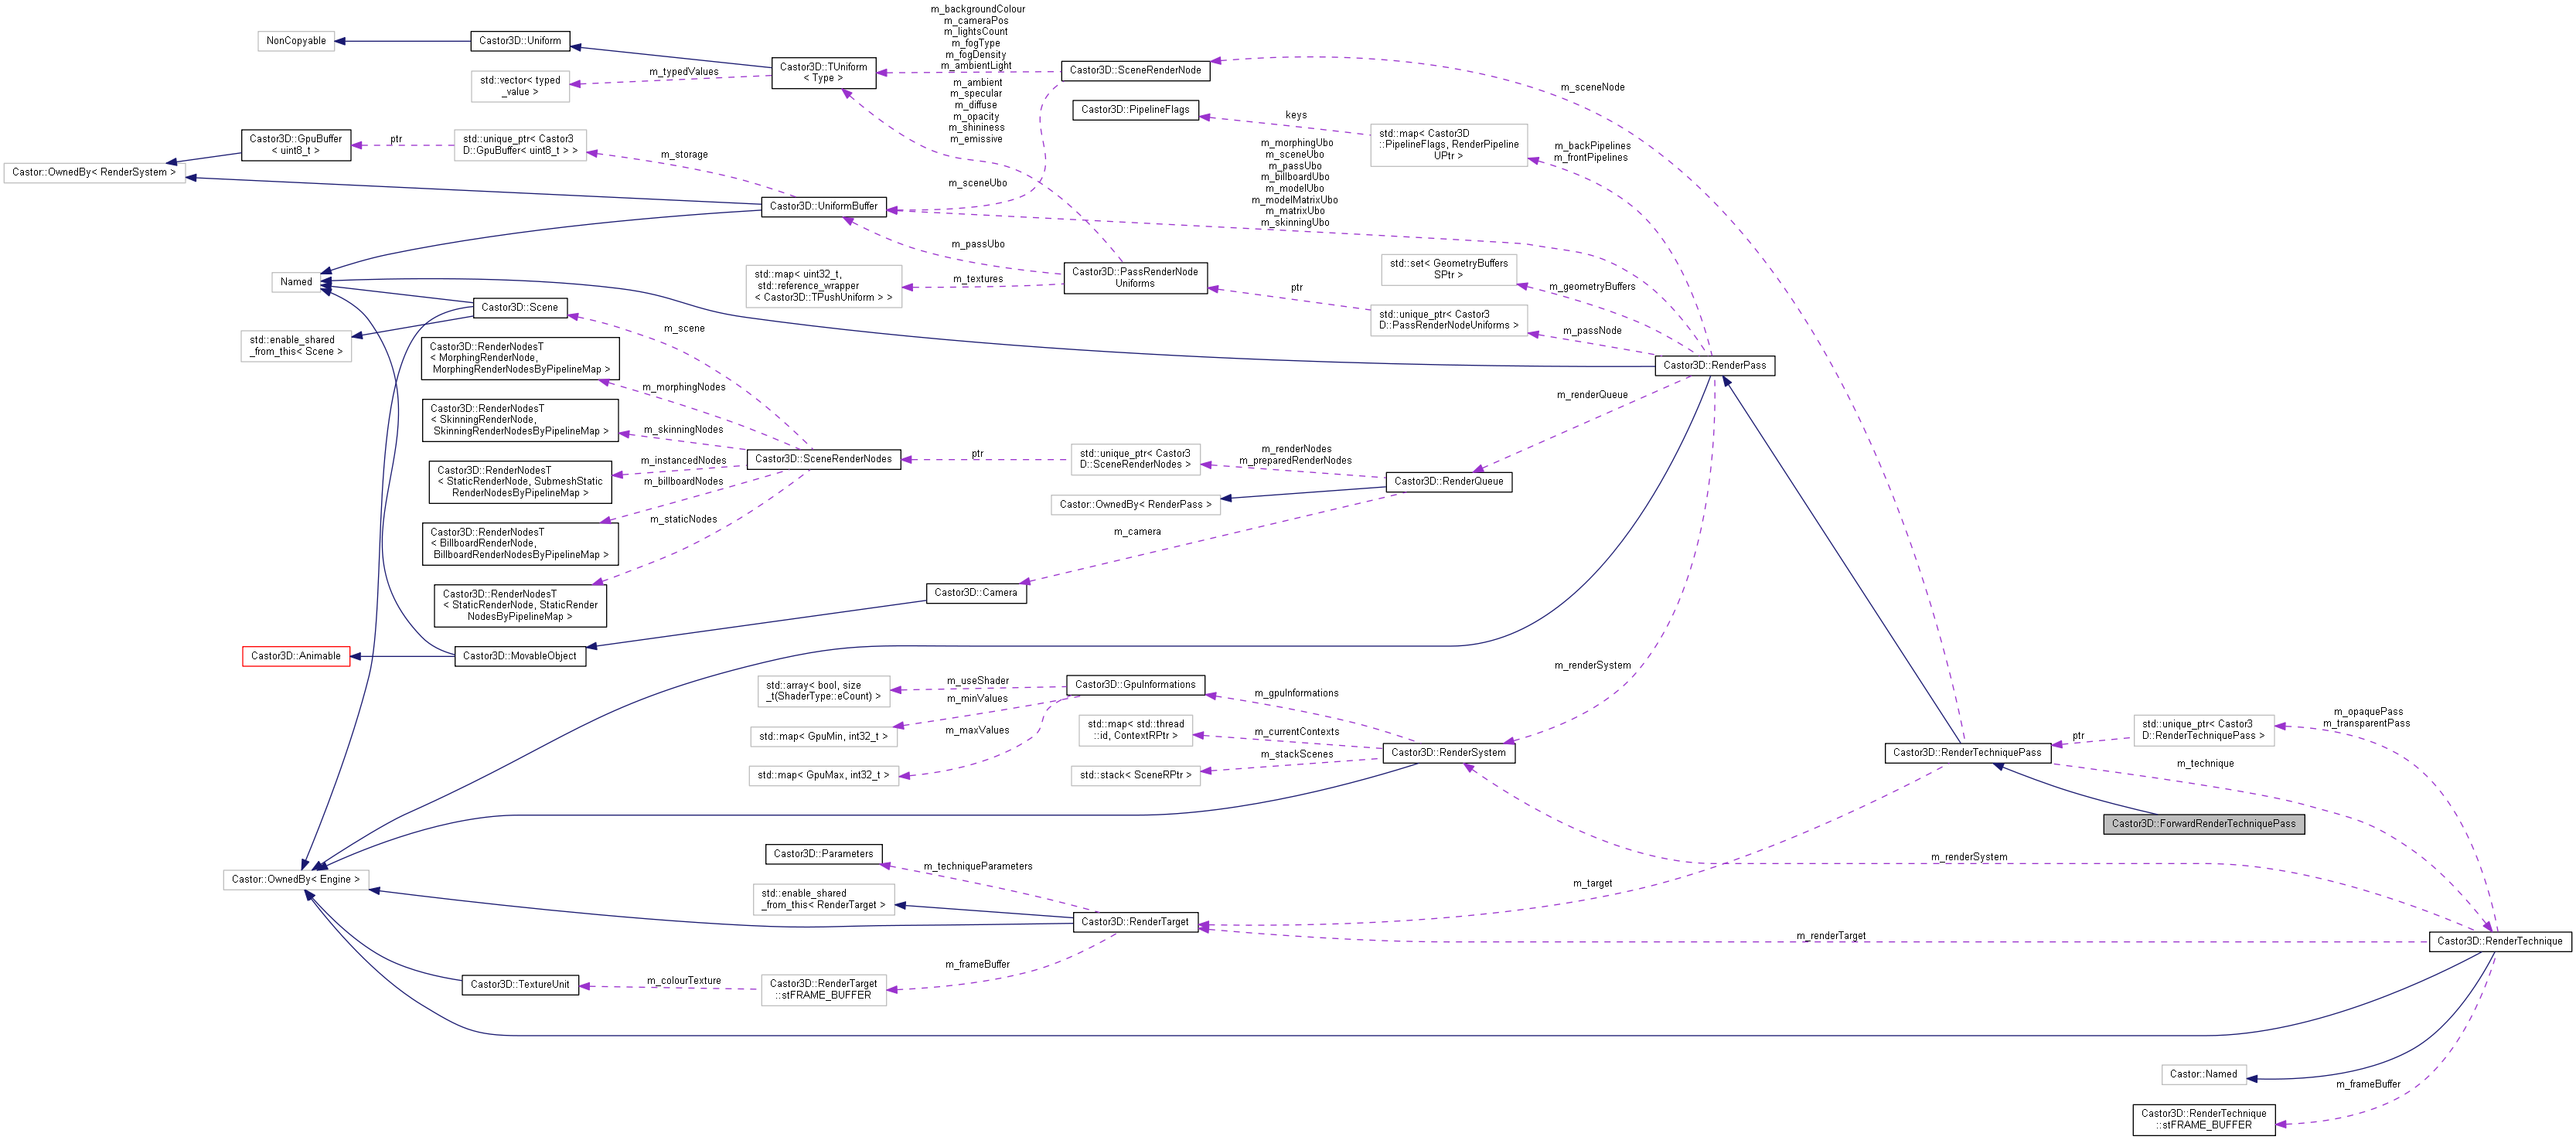 m_backgroundColour
m_cameraPos
m_lightsCount
m_fogType
m_fogDensity
m_ambientLight
NonCopyable
Castor3D::Uniform
Castor3D::TUniform
< Type >
Castor3D::SceneRenderNode
std::vector< typed
_value >
m_typedValues
m_sceneNode
m_ambient
m_specular
m_diffuse
m_opacity
m_shininess
m_emissive
Castor3D::PipelineFlags
keys
std::map< Castor3D
::PipelineFlags, RenderPipeline
UPtr >
m_backPipelines
m_frontPipelines
Castor3D::GpuBuffer
< uint8_t >
ptr
std::unique_ptr< Castor3
D::GpuBuffer< uint8_t > >
m_storage
Castor::OwnedBy< RenderSystem >
m_sceneUbo
m_morphingUbo
m_sceneUbo
m_passUbo
m_billboardUbo
m_modelUbo
m_modelMatrixUbo
m_matrixUbo
m_skinningUbo
Castor3D::UniformBuffer
m_passUbo
Named
std::map< uint32_t,
std::reference_wrapper
< Castor3D::TPushUniform > >
m_textures
Castor3D::PassRenderNode
Uniforms
ptr
std::set< GeometryBuffers
SPtr >
m_geometryBuffers
std::unique_ptr< Castor3
D::PassRenderNodeUniforms >
m_passNode
Castor3D::Scene
m_scene
std::enable_shared
_from_this< Scene >
Castor3D::RenderNodesT
< MorphingRenderNode,
MorphingRenderNodesByPipelineMap >
m_morphingNodes
Castor3D::RenderPass
m_renderQueue
Castor3D::RenderNodesT
< SkinningRenderNode,
SkinningRenderNodesByPipelineMap >
m_skinningNodes
Castor3D::SceneRenderNodes
ptr
std::unique_ptr< Castor3
D::SceneRenderNodes >
m_renderNodes
m_preparedRenderNodes
Castor3D::RenderQueue
Castor3D::RenderNodesT
< StaticRenderNode, SubmeshStatic
RenderNodesByPipelineMap >
m_instancedNodes
m_billboardNodes
Castor::OwnedBy< RenderPass >
Castor3D::RenderNodesT
< BillboardRenderNode,
BillboardRenderNodesByPipelineMap >
m_staticNodes
m_camera
Castor3D::RenderNodesT
< StaticRenderNode, StaticRender
NodesByPipelineMap >
Castor3D::Camera
Castor3D::Animable
Castor3D::MovableObject
m_renderSystem
std::array< bool, size
_t(ShaderType::eCount) >
m_useShader
m_minValues
m_maxValues
Castor3D::GpuInformations
m_gpuInformations
std::map< GpuMin, int32_t >
std::map< GpuMax, int32_t >
std::map< std::thread
::id, ContextRPtr >
m_currentContexts
m_stackScenes
std::stack< SceneRPtr >
Castor3D::RenderSystem
Castor3D::RenderTechniquePass
ptr
std::unique_ptr< Castor3
D::RenderTechniquePass >
m_opaquePass
m_transparentPass
m_technique
Castor3D::ForwardRenderTechniquePass
Castor::OwnedBy< Engine >
Castor3D::Parameters
m_techniqueParameters
m_renderSystem
m_target
std::enable_shared
_from_this< RenderTarget >
Castor3D::RenderTarget
m_renderTarget
Castor3D::RenderTechnique
m_frameBuffer
Castor3D::TextureUnit
m_colourTexture
Castor3D::RenderTarget
::stFRAME_BUFFER
Castor::Named
m_frameBuffer
Castor3D::RenderTechnique
::stFRAME_BUFFER